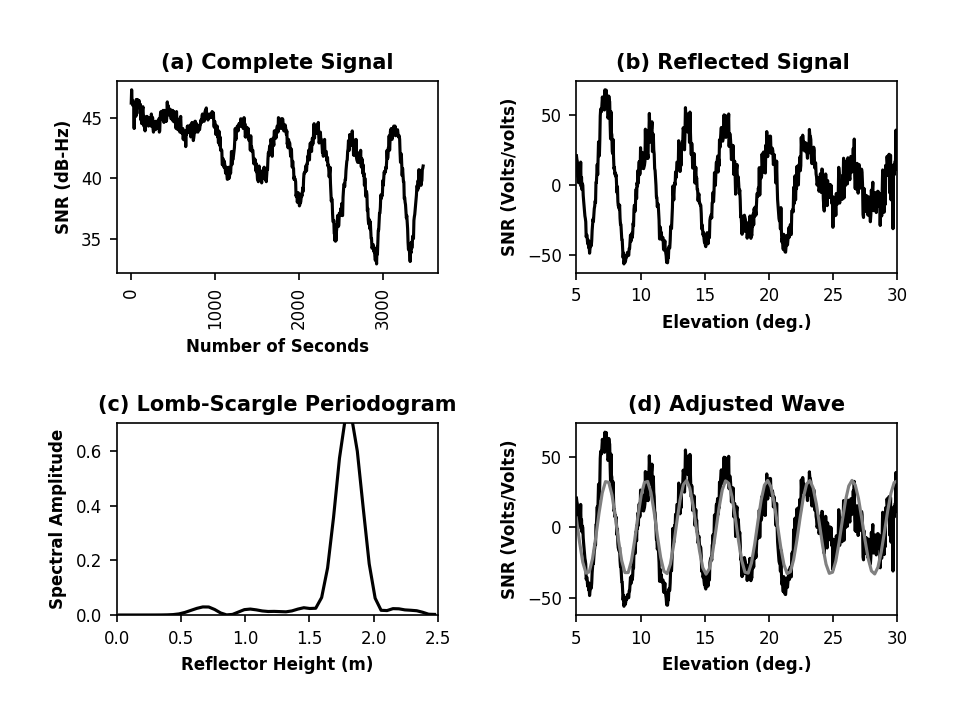 (a) Complete Signal
SNR (dB-Hz)
45
40
35
0
1000
2000
3000
Number of Seconds
(b) Reflected Signal
SNR (Volts/volts)
50
0
−50
5 10 15 20 25 30
Elevation (deg.)
(c) Lomb-Scargle Periodogram
Spectral Amplitude
0.6
0.4
0.2
0.0
0.0 0.5 1.0 1.5 2.0 2.5
Reflector Height (m)
(d) Adjusted Wave
SNR (Volts/Volts)
50
0
−50
5 10 15 20 25 30
Elevation (deg.)